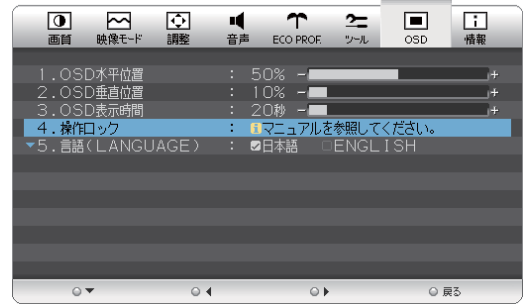 画質 映像モード 調整 音声 ECO PROF. ツール OSD 情報
1.OSD水平位置 : 50% - +
2.OSD垂直位置 : 10% - +
3.OSD表示時間 : 20秒 - +
4.操作ロック : マニュアルを参照してください。
▼5.言語(LANGUAGE) : ☑日本語 □ENGLISH
▼ ◀ ▶ 戻る